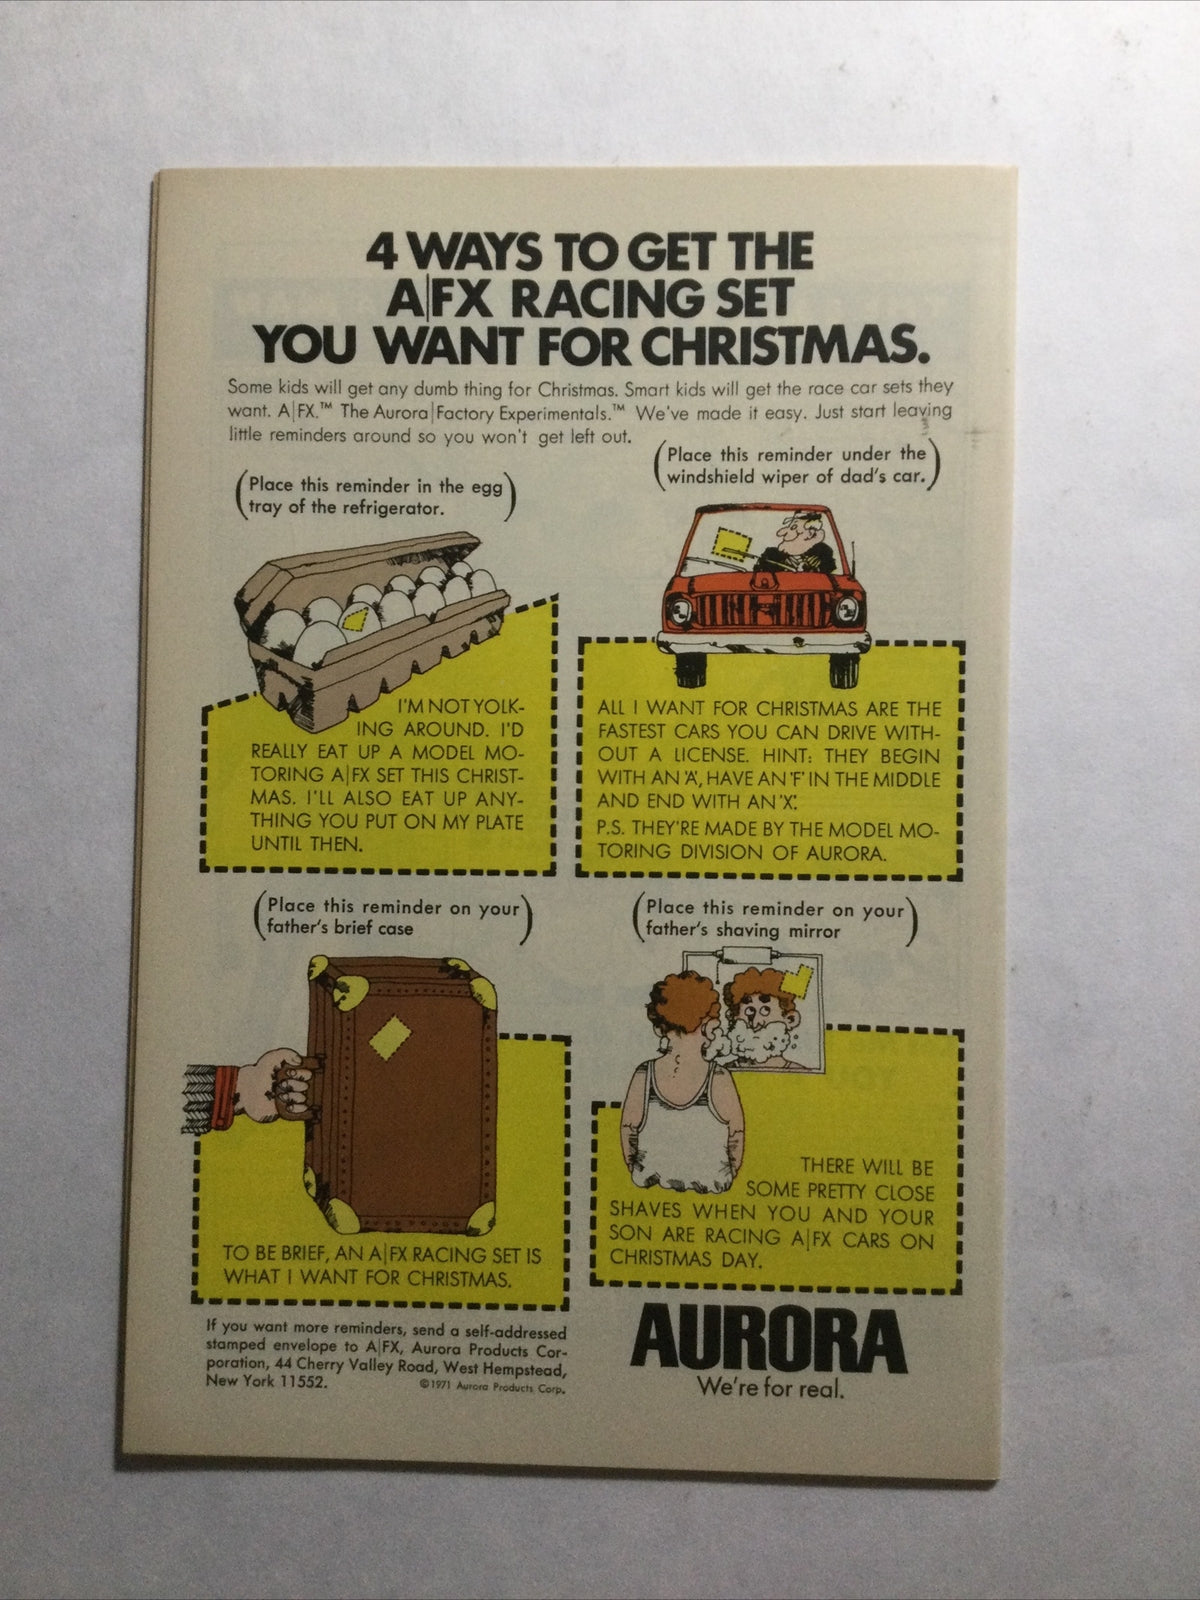 4 WAYS TO GET THE
A|FX RACING SET
YOU WANT FOR CHRISTMAS.
Some kids will get any dumb thing for Christmas. Smart kids will get the race car sets they
want. A|FX.™ The Aurora|Factory Experimentals.™ We've made it easy. Just start leaving
little reminders around so you won't get left out.
(Place this reminder in the egg
tray of the refrigerator.)
(Place this reminder under the
windshield wiper of dad's car.)
I'M NOT YOLK-
ING AROUND. I'D
REALLY EAT UP A MODEL MO-
TORING A|FX SET THIS CHRIST-
MAS. I'LL ALSO EAT UP ANY-
THING YOU PUT ON MY PLATE
UNTIL THEN.
ALL I WANT FOR CHRISTMAS ARE THE
FASTEST CARS YOU CAN DRIVE WITH-
OUT A LICENSE. HINT: THEY BEGIN
WITH AN 'A', HAVE AN 'F' IN THE MIDDLE
AND END WITH AN 'X'.
P.S. THEY'RE MADE BY THE MODEL MO-
TORING DIVISION OF AURORA.
(Place this reminder on your
father's brief case)
(Place this reminder on your
father's shaving mirror)
TO BE BRIEF, AN A|FX RACING SET IS
WHAT I WANT FOR CHRISTMAS.
THERE WILL BE
SOME PRETTY CLOSE
SHAVES WHEN YOU AND YOUR
SON ARE RACING A|FX CARS ON
CHRISTMAS DAY.
If you want more reminders, send a self-addressed
stamped envelope to A|FX, Aurora Products Cor-
poration, 44 Cherry Valley Road, West Hempstead,
New York 11552.
©1971 Aurora Products Corp.
AURORA
We're for real.